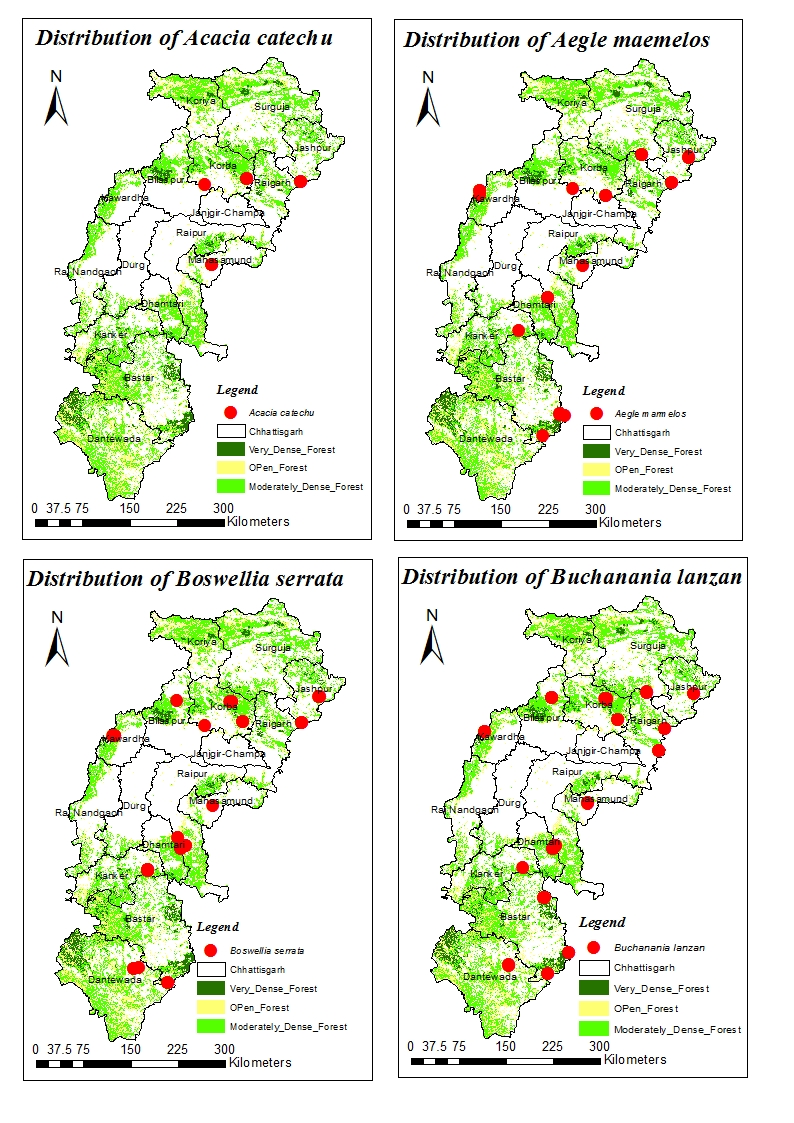 Distribution of Acacia catechu
N
Koriya
Surguja
Jashpur
Korba
Bilaspur
Raigarh
Kawardha
Janjgir-Champa
Raipur
Mahasamund
Durg
Raj Nandgaon
Dhamtari
Kanker
Bastar
Dantewada
Legend
Acacia catechu
Chhattisgarh
Very_Dense_Forest
OPen_Forest
Moderately_Dense_Forest
0 37.5 75 150 225 300
Kilometers
Distribution of Aegle maemelos
N
Koriya
Surguja
Jashpur
Korba
Bilaspur
Raigarh
Kawardha
Janjgir-Champa
Raipur
Mahasamund
Durg
Raj Nandgaon
Dhamtari
Kanker
Bastar
Dantewada
Legend
Aegle marmelos
Chhattisgarh
Very_Dense_Forest
OPen_Forest
Moderately_Dense_Forest
0 37.5 75 150 225 300
Kilometers
Distribution of Boswellia serrata
N
Koriya
Surguja
Jashpur
Korba
Bilaspur
Raigarh
Kawardha
Janjgir-Champa
Raipur
Mahasamund
Durg
Raj Nandgaon
Dhamtari
Kanker
Bastar
Dantewada
Legend
Boswellia serrata
Chhattisgarh
Very_Dense_Forest
OPen_Forest
Moderately_Dense_Forest
0 37.5 75 150 225 300
Kilometers
Distribution of Buchanania lanzan
N
Koriya
Surguja
Jashpur
Korba
Bilaspur
Raigarh
Kawardha
Janjgir-Champa
Raipur
Mahasamund
Durg
Raj Nandgaon
Dhamtari
Kanker
Bastar
Dantewada
Legend
Buchanania lanzan
Chhattisgarh
Very_Dense_Forest
OPen_Forest
Moderately_Dense_Forest
0 37.5 75 150 225 300
Kilometers